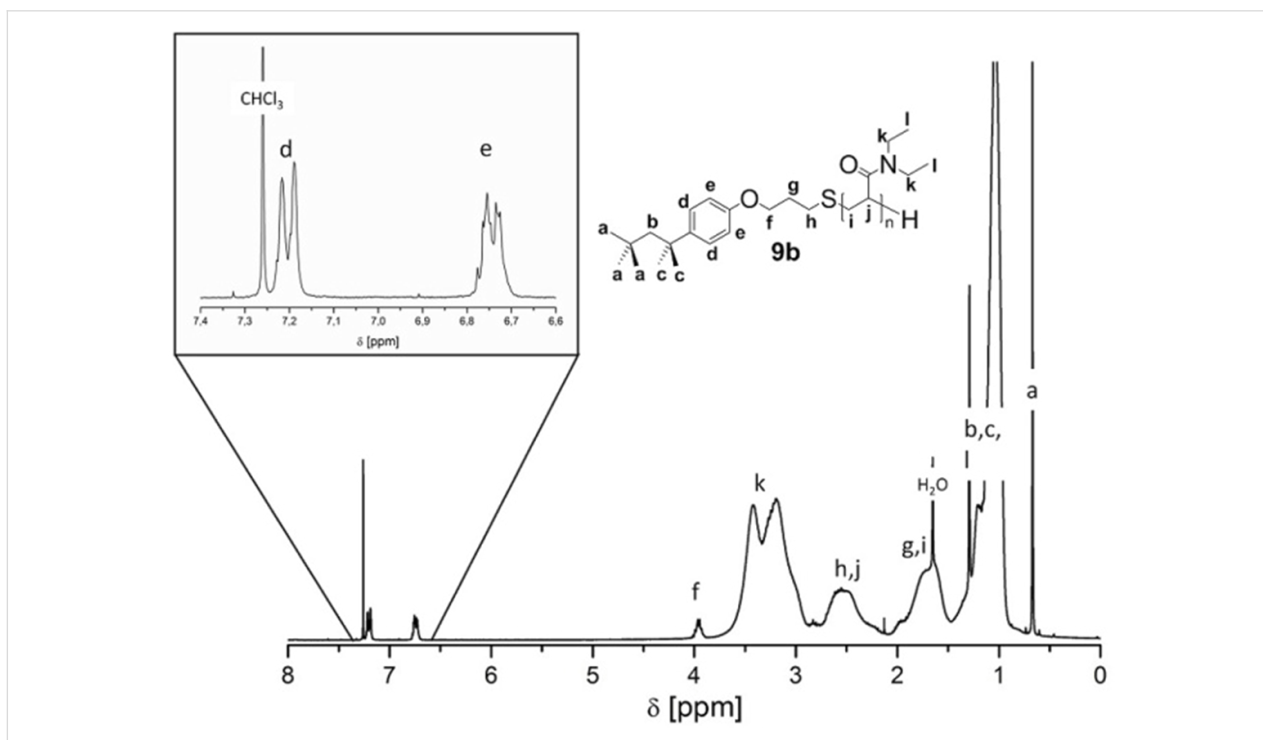 CHCl3
d
e
7,4 7,3 7,2 7,1 7,0 6,9 6,8 6,7 6,6
δ [ppm]
l
k
O N l
k
e g
d O S i j n H
f h
b e 9b
a d
a a c c
a
b,c,
l
k
H2O
g,i
h,j
f
8 7 6 5 4 3 2 1 0
δ [ppm]